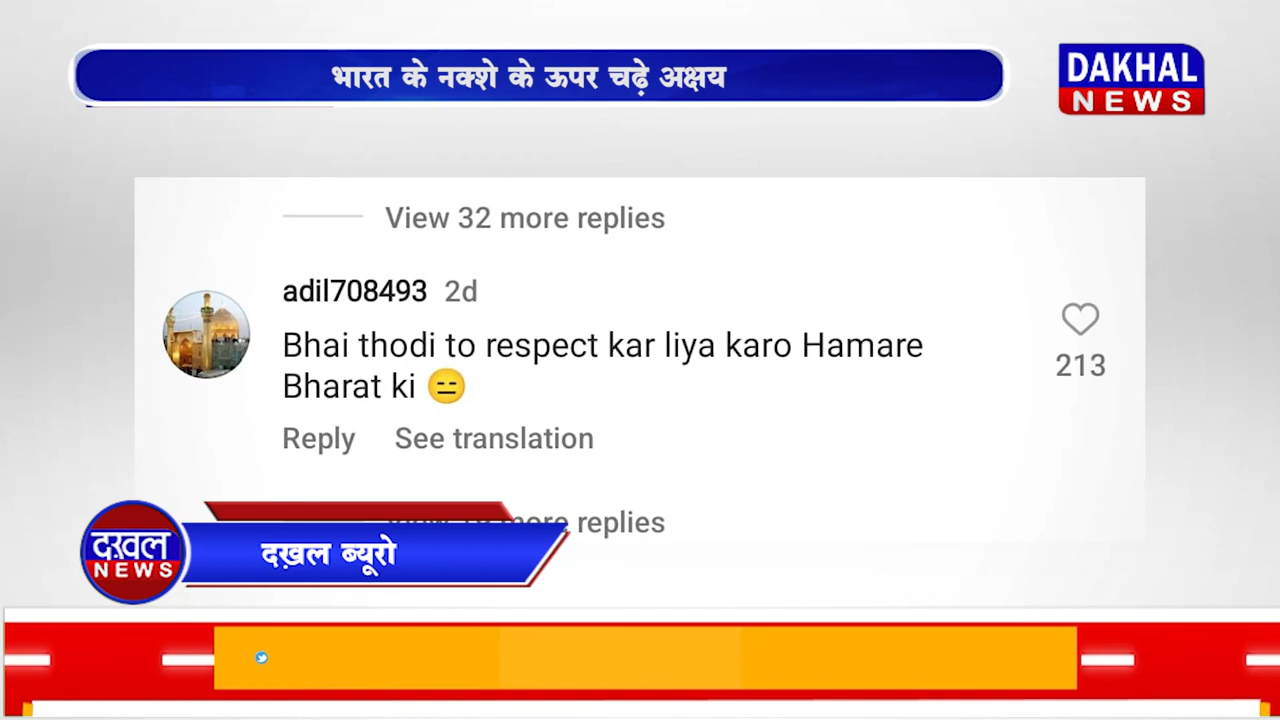 भारत के नक्शे के ऊपर चढ़े अक्षय
DAKHAL
NEWS
View 32 more replies
adil708493 2d
Bhai thodi to respect kar liya karo Hamare
Bharat ki 😑
213
Reply See translation
more replies
दख़ल
NEWS
दख़ल ब्यूरो